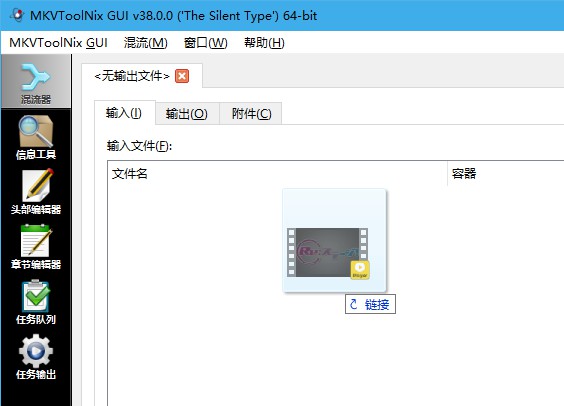 MKVToolNix GUI v38.0.0 ('The Silent Type') 64-bit
MKVToolNix GUI 混流(M) 窗口(W) 帮助(H)
<无输出文件>
混流器
输入(I) 输出(O) 附件(C)
信息工具
输入文件(F):
文件名 容器
头部编辑器
章节编辑器
链接
任务队列
任务输出